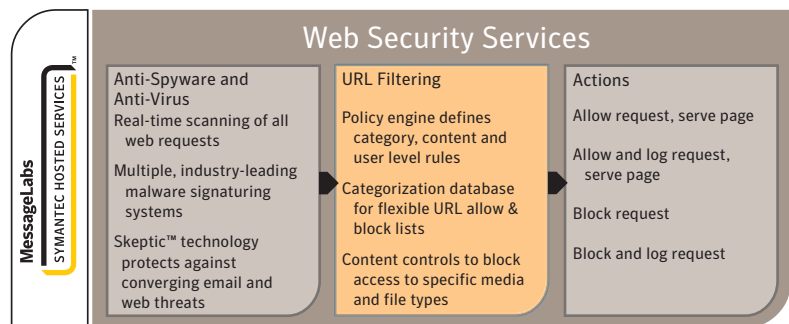 MessageLabs
SYMANTEC HOSTED SERVICES™
Web Security Services
Anti-Spyware and
Anti-Virus
Real-time scanning of all
web requests
Multiple, industry-leading
malware signaturing
systems
Skeptic™ technology
protects against
converging email and
web threats
URL Filtering
Policy engine defines
category, content and
user level rules
Categorization database
for flexible URL allow &
block lists
Content controls to block
access to specific media
and file types
Actions
Allow request, serve page
Allow and log request,
serve page
Block request
Block and log request